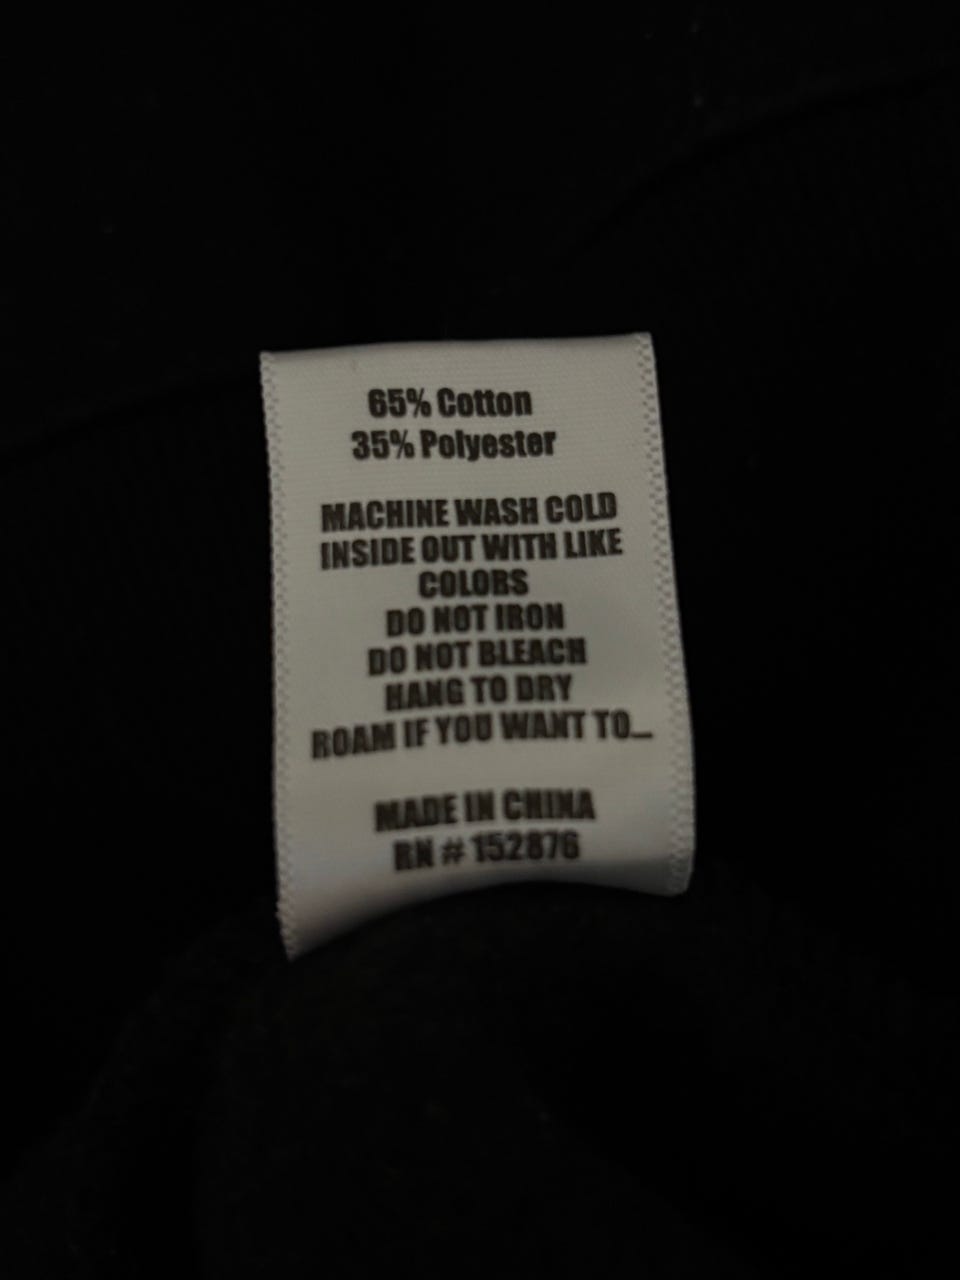 65% Cotton
35% Polyester
MACHINE WASH COLD
INSIDE OUT WITH LIKE
COLORS
DO NOT IRON
DO NOT BLEACH
HANG TO DRY
ROAM IF YOU WANT TO...
MADE IN CHINA
RN # 152876